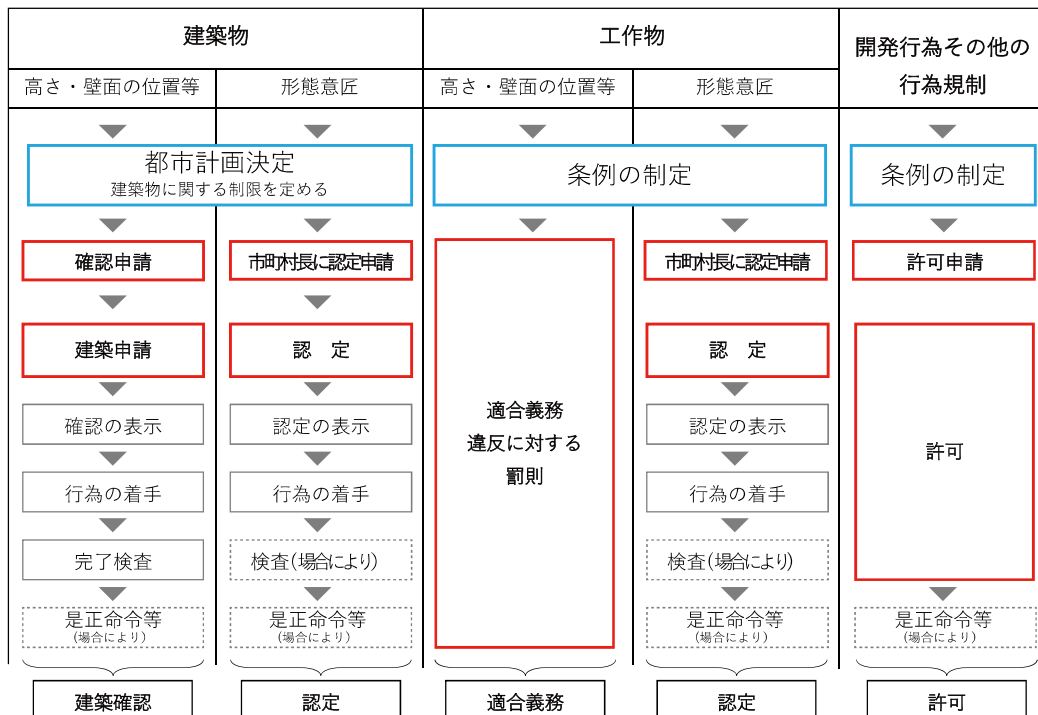 建築物
工作物
開発行為その他の
行為規制
高さ・壁面の位置等
形態意匠
高さ・壁面の位置等
形態意匠
都市計画決定
建築物に関する制限を定める
条例の制定
条例の制定
確認申請
市町村長に認定申請
市町村長に認定申請
許可申請
建築申請
認　定
認　定
適合義務
違反に対する
罰則
許可
確認の表示
認定の表示
認定の表示
行為の着手
行為の着手
行為の着手
完了検査
検査(場合により)
検査(場合により)
是正命令等
(場合により)
是正命令等
(場合により)
是正命令等
(場合により)
是正命令等
(場合により)
建築確認
認定
適合義務
認定
許可